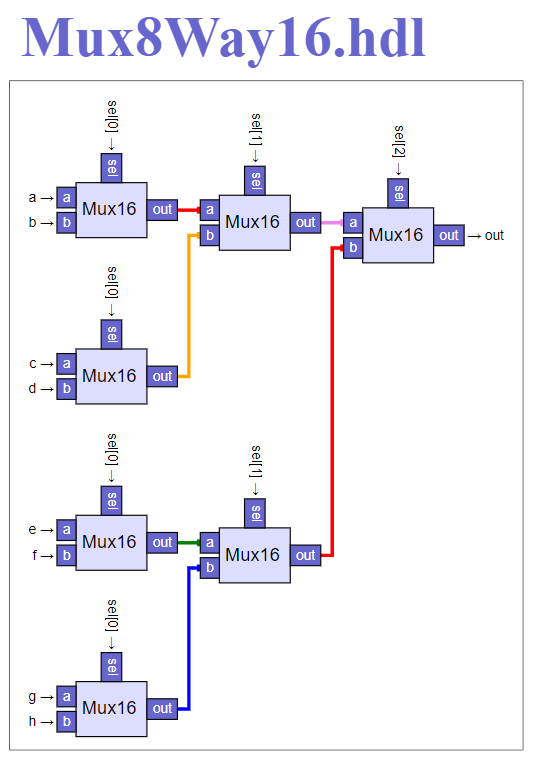 Mux8Way16.hdl
sel[0] →
sel
a → a
b → b
Mux16
out
sel[1] →
sel
a
b
Mux16
out
sel[2] →
sel
a
b
Mux16
out → out
sel[0] →
sel
c → a
d → b
Mux16
out
sel[0] →
sel
e → a
f → b
Mux16
out
sel[1] →
sel
a
b
Mux16
out
sel[0] →
sel
g → a
h → b
Mux16
out